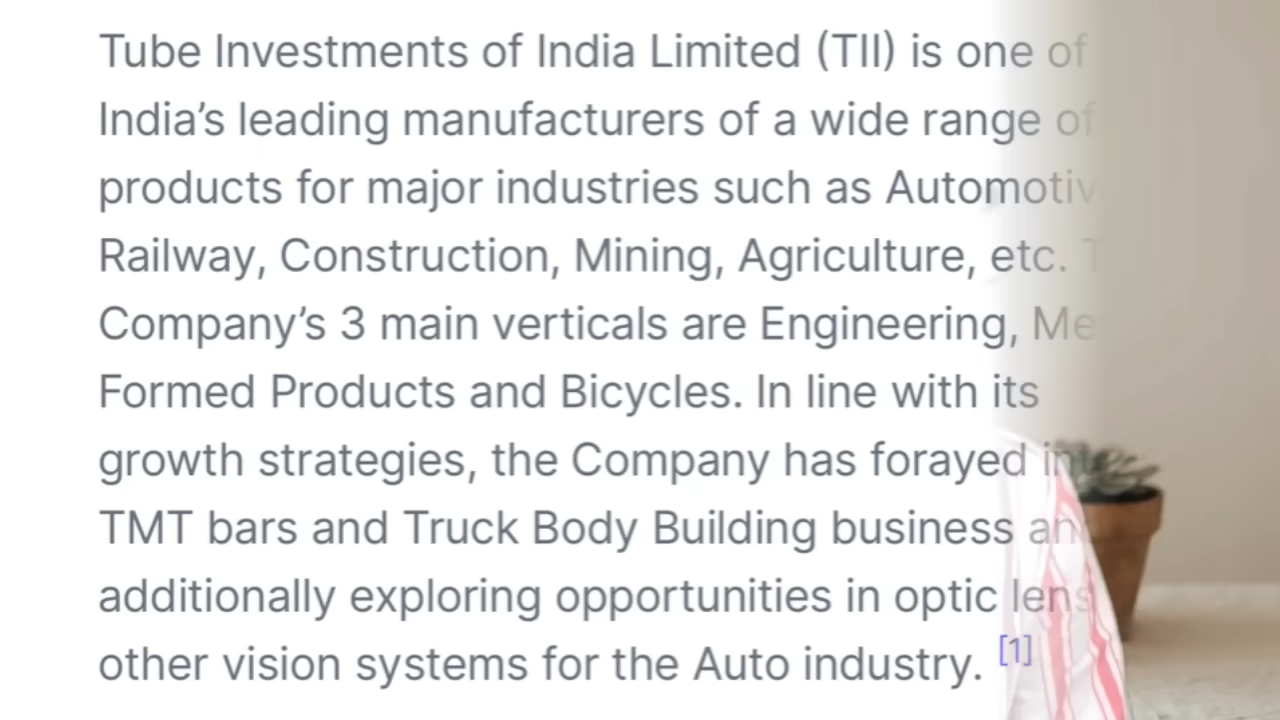 Tube Investments of India Limited (TII) is one of
India’s leading manufacturers of a wide range of
products for major industries such as
Railway, Construction, Mining, Agriculture, etc.
Company’s 3 main verticals are Engineering,
Formed Products and Bicycles. In line with its
growth strategies, the Company has forayed
TMT bars and Truck Body Building business
additionally exploring opportunities in optic lens
other vision systems for the Auto industry. [1]